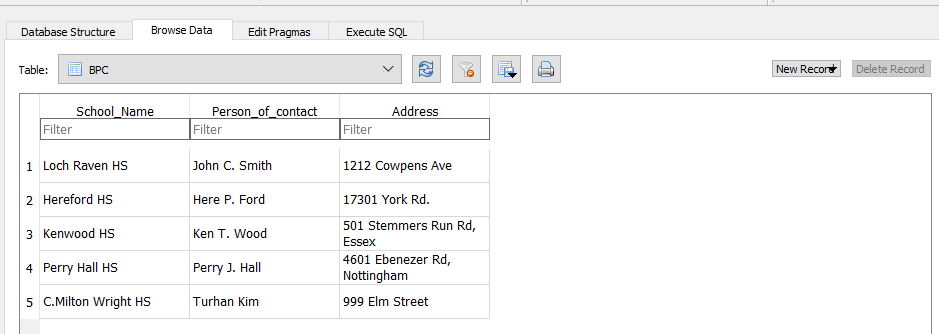 Database Structure Browse Data Edit Pragmas Execute SQL
Table: BPC New Record Delete Record
School_Name Person_of_contact Address
Filter Filter Filter
1 Loch Raven HS John C. Smith 1212 Cowpens Ave
2 Hereford HS Here P. Ford 17301 York Rd.
3 Kenwood HS Ken T. Wood 501 Stemmers Run Rd,
Essex
4 Perry Hall HS Perry J. Hall 4601 Ebenezer Rd,
Nottingham
5 C.Milton Wright HS Turhan Kim 999 Elm Street